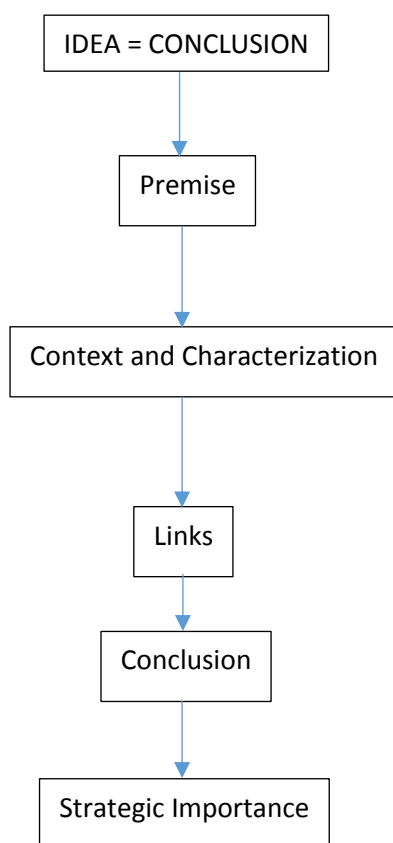 IDEA = CONCLUSION
Premise
Context and Characterization
Links
Conclusion
Strategic Importance